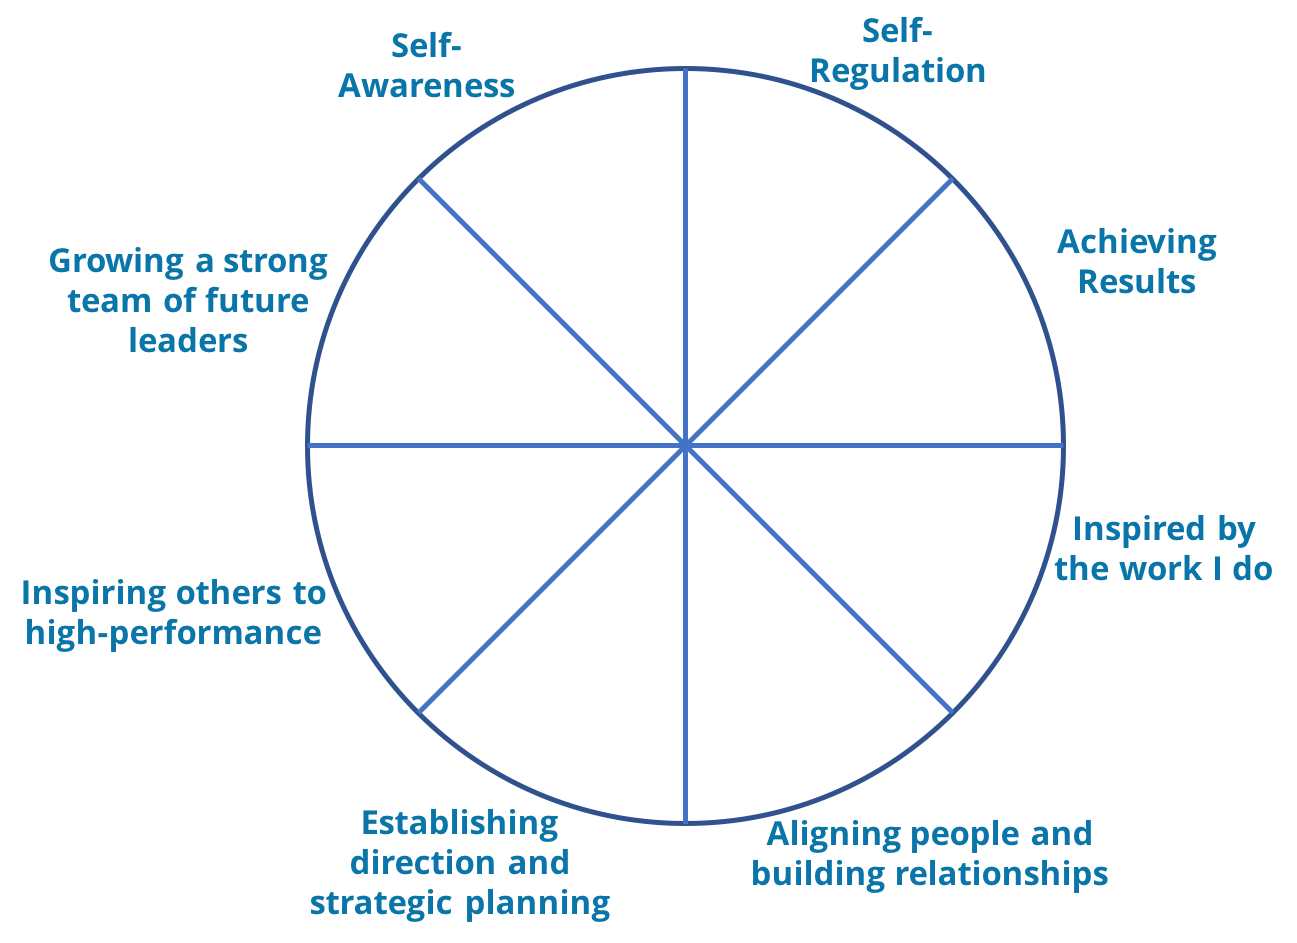 Self-
Awareness
Self-
Regulation
Achieving
Results
Inspired by
the work I do
Aligning people and
building relationships
Establishing
direction and
strategic planning
Inspiring others to
high-performance
Growing a strong
team of future
leaders